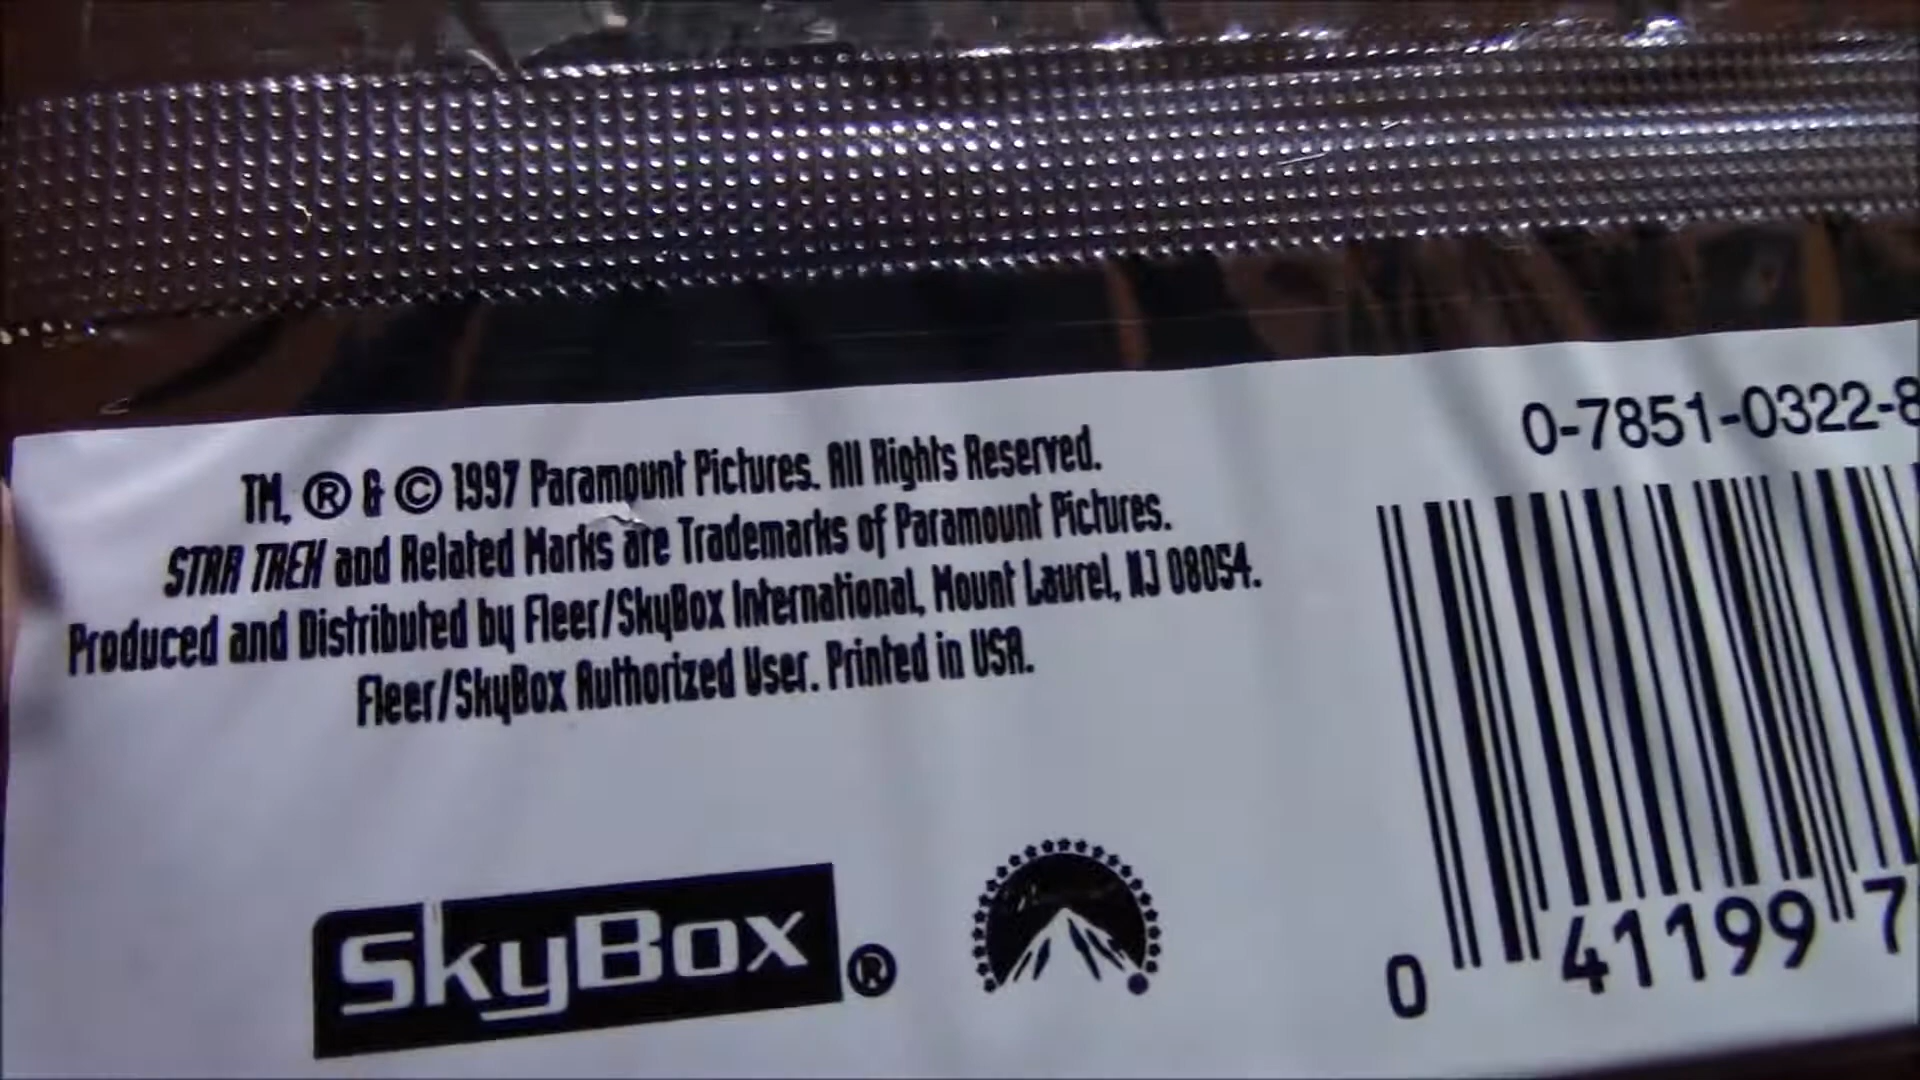 TM, ® & © 1997 Paramount Pictures. All Rights Reserved.
STAR TREK and Related Marks are Trademarks of Paramount Pictures.
Produced and Distributed by Fleer/SkyBox International, Mount Laurel, NJ 08054.
Fleer/SkyBox Authorized User. Printed in USA.
SkyBox®
0-7851-0322-8
0 41199 7